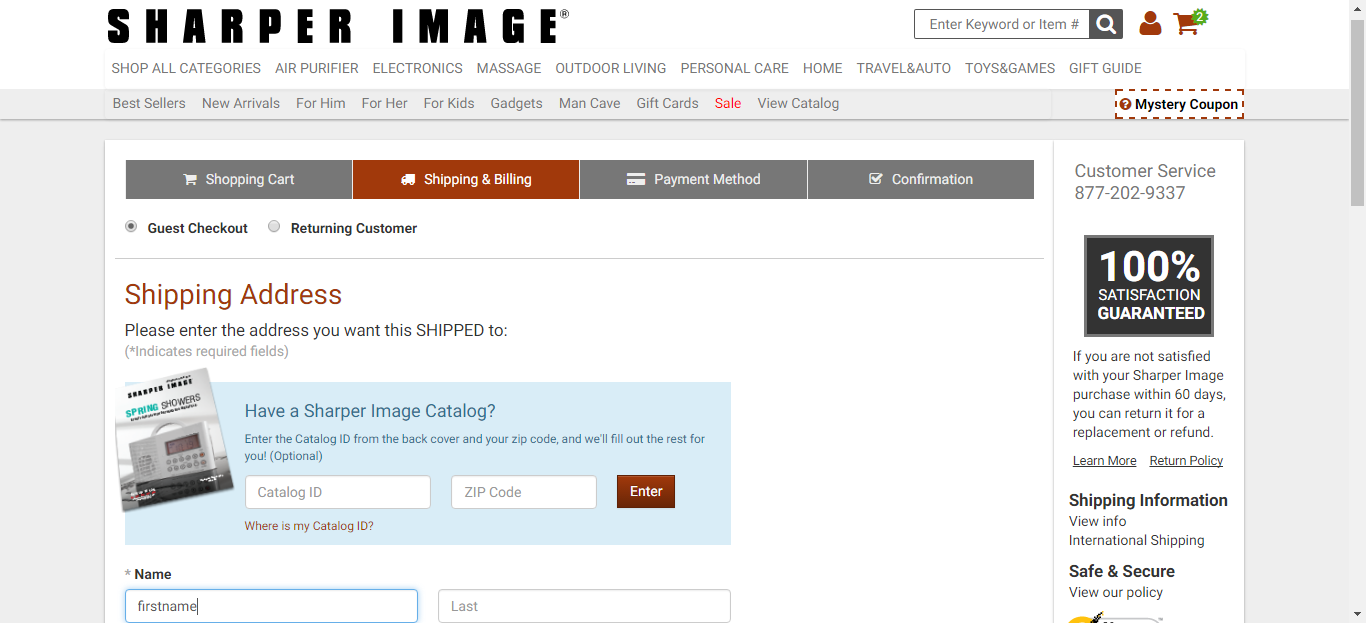 SHARPER IMAGE®
Enter Keyword or Item #
2
SHOP ALL CATEGORIES AIR PURIFIER ELECTRONICS MASSAGE OUTDOOR LIVING PERSONAL CARE HOME TRAVEL&AUTO TOYS&GAMES GIFT GUIDE
Best Sellers New Arrivals For Him For Her For Kids Gadgets Man Cave Gift Cards Sale View Catalog
Mystery Coupon
Shopping Cart Shipping & Billing Payment Method Confirmation
Guest Checkout Returning Customer
Shipping Address
Please enter the address you want this SHIPPED to:
(*Indicates required fields)
SHARPER IMAGE
SPRING SHOWERS
Have a Sharper Image Catalog?
Enter the Catalog ID from the back cover and your zip code, and we'll fill out the rest for
you! (Optional)
Catalog ID ZIP Code Enter
Where is my Catalog ID?
* Name
firstname Last
Customer Service
877-202-9337
100%
SATISFACTION
GUARANTEED
If you are not satisfied
with your Sharper Image
purchase within 60 days,
you can return it for a
replacement or refund.
Learn More Return Policy
Shipping Information
View info
International Shipping
Safe & Secure
View our policy